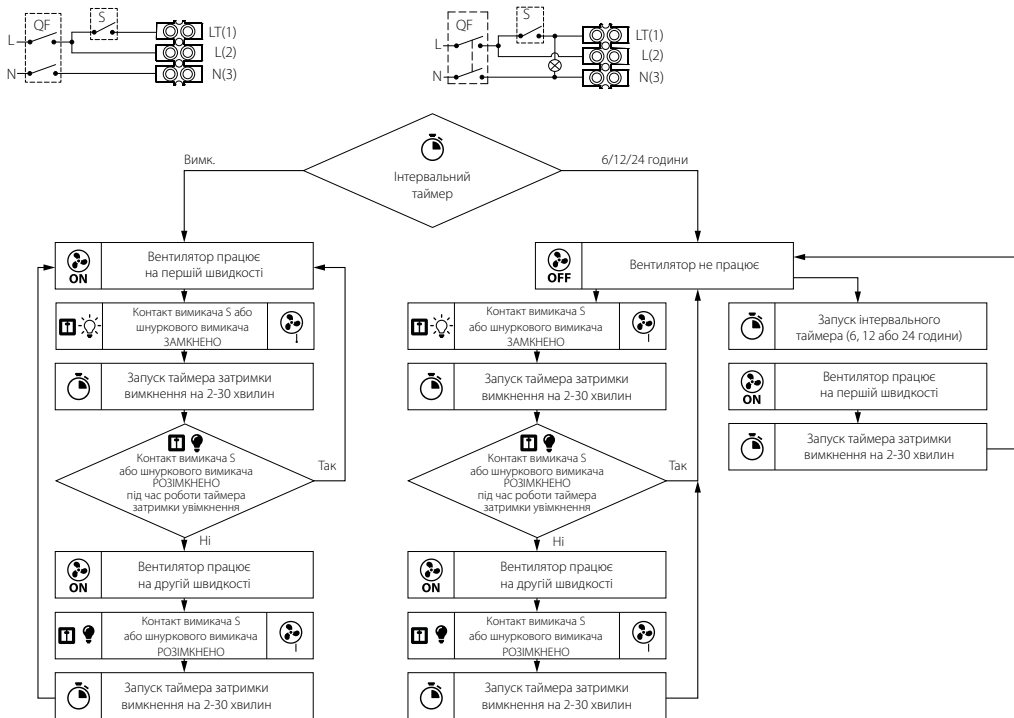 QF
S
LT(1)
L
L(2)
N
N(3)
QF
S
LT(1)
L
L(2)
N
N(3)
Вимк.
6/12/24 години
Інтервальний
таймер
ON
Вентилятор працює
на першій швидкості
Контакт вимикача S або
шнуркового вимикача
ЗАМКНЕНО
Запуск таймера затримки
вимкнення на 2-30 хвилин
Контакт вимикача S
або шнуркового вимикача
РОЗІМКНЕНО
під час роботи таймера
затримки увімкнення
Так
Ні
ON
Вентилятор працює
на другій швидкості
Контакт вимикача S
або шнуркового вимикача
РОЗІМКНЕНО
Запуск таймера затримки
вимкнення на 2-30 хвилин
OFF
Вентилятор не працює
Контакт вимикача S
або шнуркового вимикача
ЗАМКНЕНО
Запуск таймера затримки
вимкнення на 2-30 хвилин
Контакт вимикача S
або шнуркового вимикача
РОЗІМКНЕНО
під час роботи таймера
затримки увімкнення
Так
Ні
ON
Вентилятор працює
на другій швидкості
Контакт вимикача S
або шнуркового вимикача
РОЗІМКНЕНО
Запуск таймера затримки
вимкнення на 2-30 хвилин
Запуск інтервального
таймера (6, 12 або 24 години)
ON
Вентилятор працює
на першій швидкості
Запуск таймера затримки
вимкнення на 2-30 хвилин